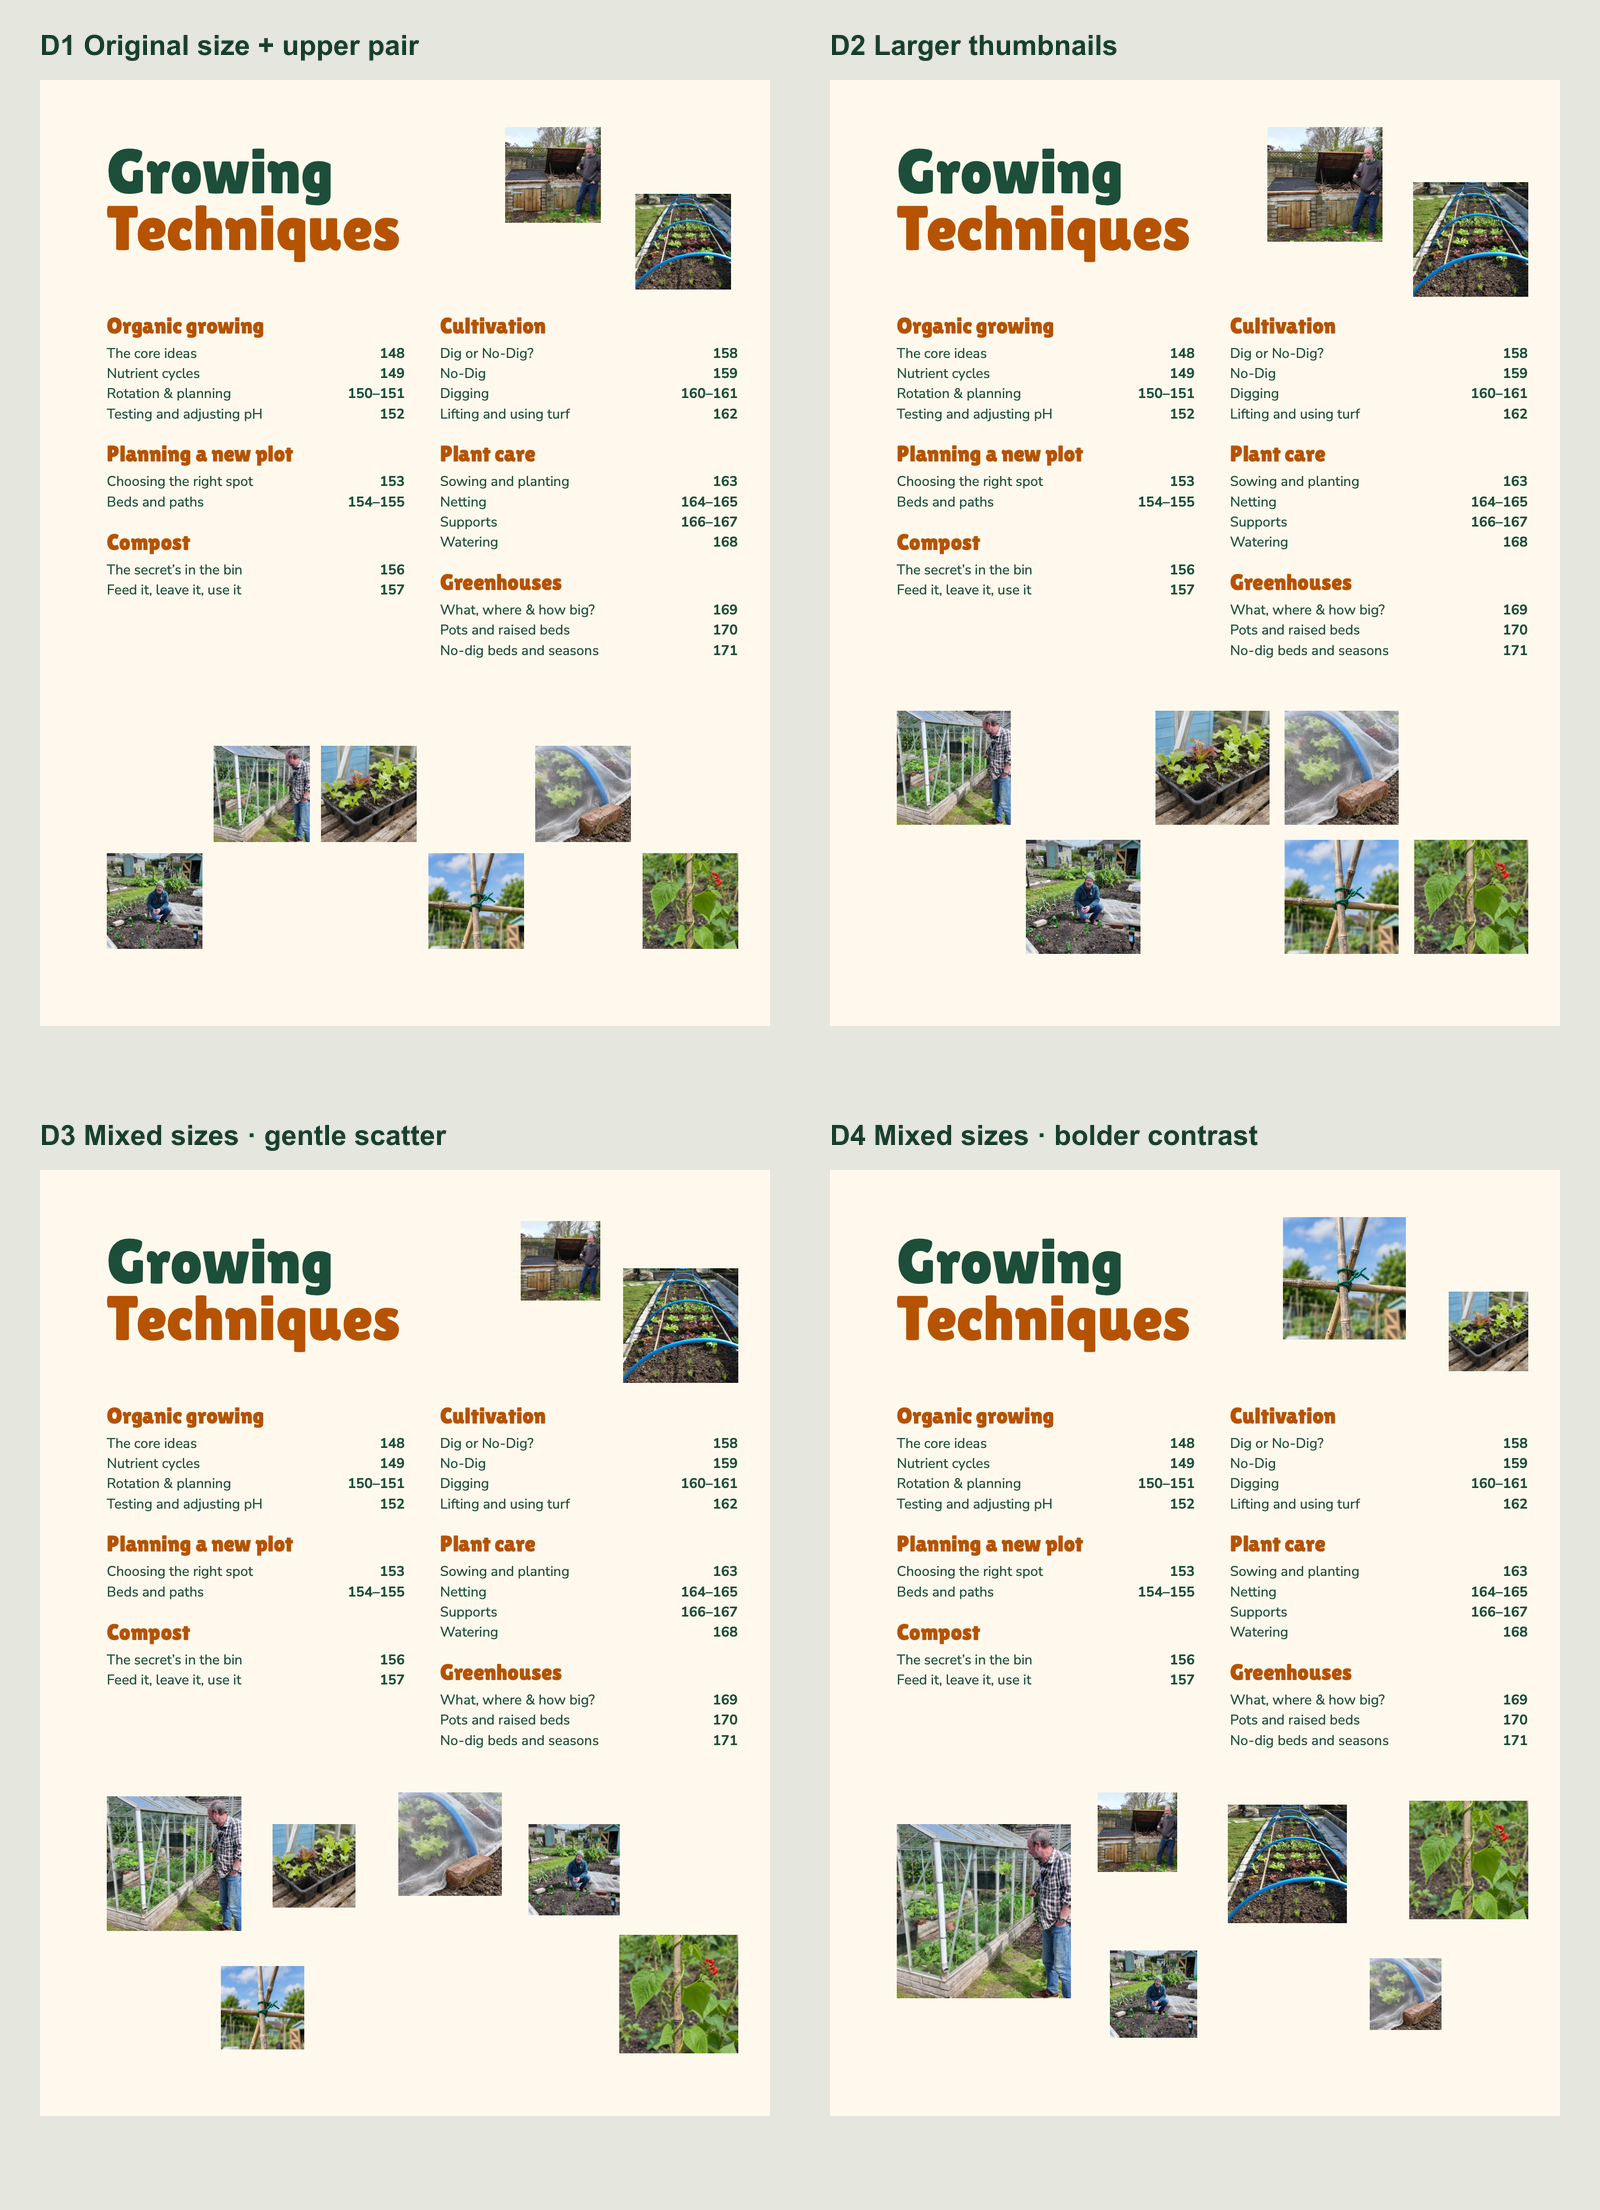 D1 Original size + upper pair
Growing
Techniques
Organic growing
The core ideas 148
Nutrient cycles 149
Rotation & planning 150–151
Testing and adjusting pH 152
Planning a new plot
Choosing the right spot 153
Beds and paths 154–155
Compost
The secret’s in the bin 156
Feed it, leave it, use it 157
Cultivation
Dig or No-Dig? 158
No-Dig 159
Digging 160–161
Lifting and using turf 162
Plant care
Sowing and planting 163
Netting 164–165
Supports 166–167
Watering 168
Greenhouses
What, where & how big? 169
Pots and raised beds 170
No-dig beds and seasons 171
D2 Larger thumbnails
Growing
Techniques
Organic growing
The core ideas 148
Nutrient cycles 149
Rotation & planning 150–151
Testing and adjusting pH 152
Planning a new plot
Choosing the right spot 153
Beds and paths 154–155
Compost
The secret’s in the bin 156
Feed it, leave it, use it 157
Cultivation
Dig or No-Dig? 158
No-Dig 159
Digging 160–161
Lifting and using turf 162
Plant care
Sowing and planting 163
Netting 164–165
Supports 166–167
Watering 168
Greenhouses
What, where & how big? 169
Pots and raised beds 170
No-dig beds and seasons 171
D3 Mixed sizes · gentle scatter
Growing
Techniques
Organic growing
The core ideas 148
Nutrient cycles 149
Rotation & planning 150–151
Testing and adjusting pH 152
Planning a new plot
Choosing the right spot 153
Beds and paths 154–155
Compost
The secret’s in the bin 156
Feed it, leave it, use it 157
Cultivation
Dig or No-Dig? 158
No-Dig 159
Digging 160–161
Lifting and using turf 162
Plant care
Sowing and planting 163
Netting 164–165
Supports 166–167
Watering 168
Greenhouses
What, where & how big? 169
Pots and raised beds 170
No-dig beds and seasons 171
D4 Mixed sizes · bolder contrast
Growing
Techniques
Organic growing
The core ideas 148
Nutrient cycles 149
Rotation & planning 150–151
Testing and adjusting pH 152
Planning a new plot
Choosing the right spot 153
Beds and paths 154–155
Compost
The secret’s in the bin 156
Feed it, leave it, use it 157
Cultivation
Dig or No-Dig? 158
No-Dig 159
Digging 160–161
Lifting and using turf 162
Plant care
Sowing and planting 163
Netting 164–165
Supports 166–167
Watering 168
Greenhouses
What, where & how big? 169
Pots and raised beds 170
No-dig beds and seasons 171